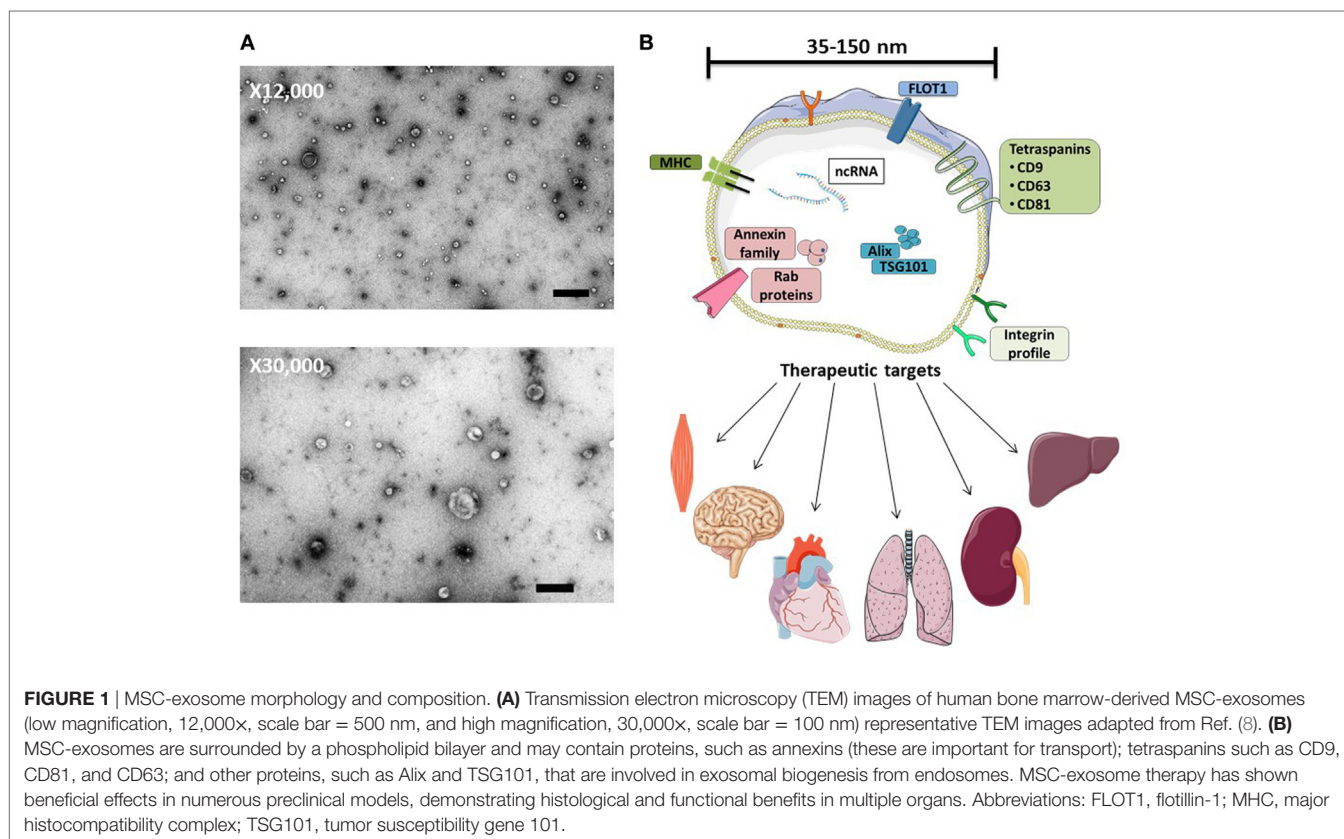 A
X12,000
X30,000
B
35-150 nm
FLOT1
MHC
ncRNA
Tetraspanins
• CD9
• CD63
• CD81
Annexin
family
Alix
TSG101
Rab
proteins
Integrin
profile
Therapeutic targets
FIGURE 1 | MSC-exosome morphology and composition. (A) Transmission electron microscopy (TEM) images of human bone marrow-derived MSC-exosomes
(low magnification, 12,000×, scale bar = 500 nm, and high magnification, 30,000×, scale bar = 100 nm) representative TEM images adapted from Ref. (8). (B)
MSC-exosomes are surrounded by a phospholipid bilayer and may contain proteins, such as annexins (these are important for transport); tetraspanins such as CD9,
CD81, and CD63; and other proteins, such as Alix and TSG101, that are involved in exosomal biogenesis from endosomes. MSC-exosome therapy has shown
beneficial effects in numerous preclinical models, demonstrating histological and functional benefits in multiple organs. Abbreviations: FLOT1, flotillin-1; MHC, major
histocompatibility complex; TSG101, tumor susceptibility gene 101.